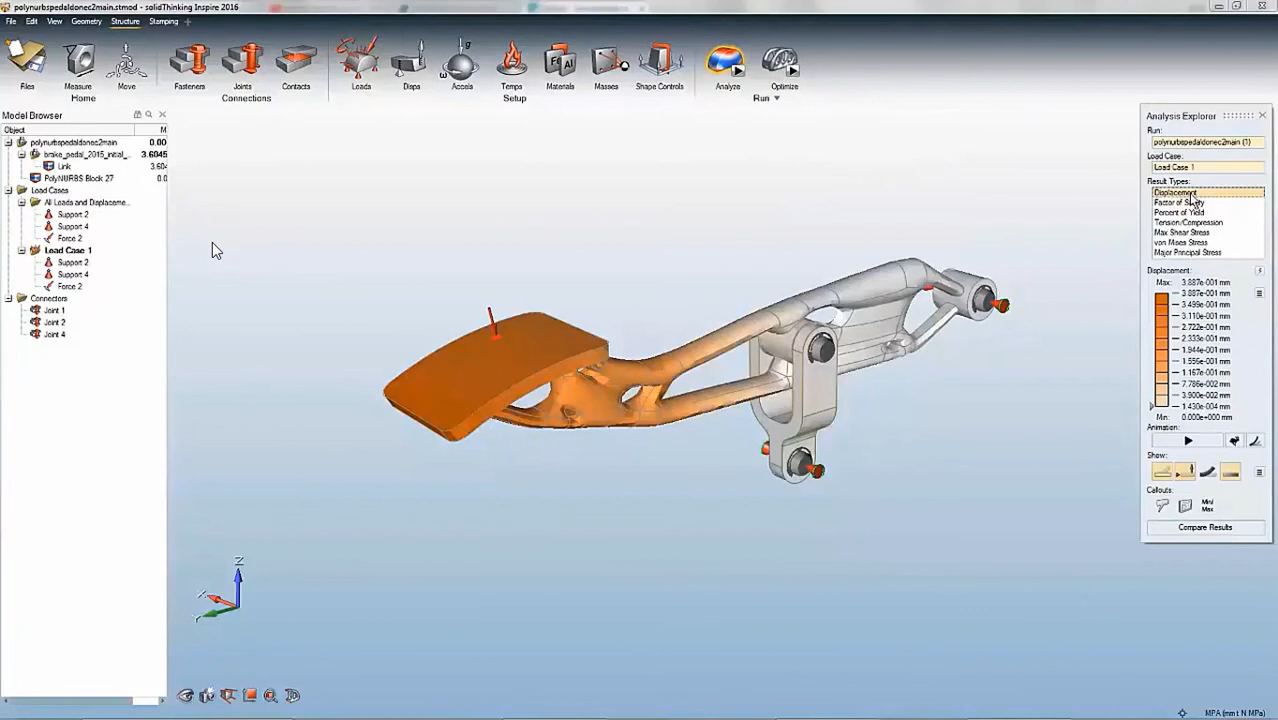 polynurbspedaldonec2main.stmod - solidThinking Inspire 2016
File Edit View Geometry Structure Stamping
Files Measure Move Fasteners Joints Contacts Loads Disps Accels Temps Materials Masses Shape Controls Analyze Optimize
Home Connections Setup Run
Model Browser
Object M
polynurbspedaldonec2main 0.00
brake_pedal_2015_initial_... 3.6045
Link 3.604
PolyNURBS Block 27 0.0
Load Cases
All Loads and Displaceme...
Support 2
Support 4
Force 2
Load Case 1
Support 2
Support 4
Force 2
Connectors
Joint 1
Joint 2
Joint 4
Z
X
Y
Analysis Explorer
Run:
polynurbspedaldonec2main (1)
Load Case:
Load Case 1
Result Types:
Displacement
Factor of Safety
Percent of Yield
Tension/Compression
Max Shear Stress
von Mises Stress
Major Principal Stress
Displacement:
Max: 3.887e-001 mm
3.887e-001 mm
3.499e-001 mm
3.110e-001 mm
2.722e-001 mm
2.333e-001 mm
1.944e-001 mm
1.556e-001 mm
1.167e-001 mm
7.786e-002 mm
3.900e-002 mm
1.430e-004 mm
Min: 0.000e+000 mm
Animation:
Show:
Callouts:
Min/
Max
Compare Results
MPA (mm t N MPa)